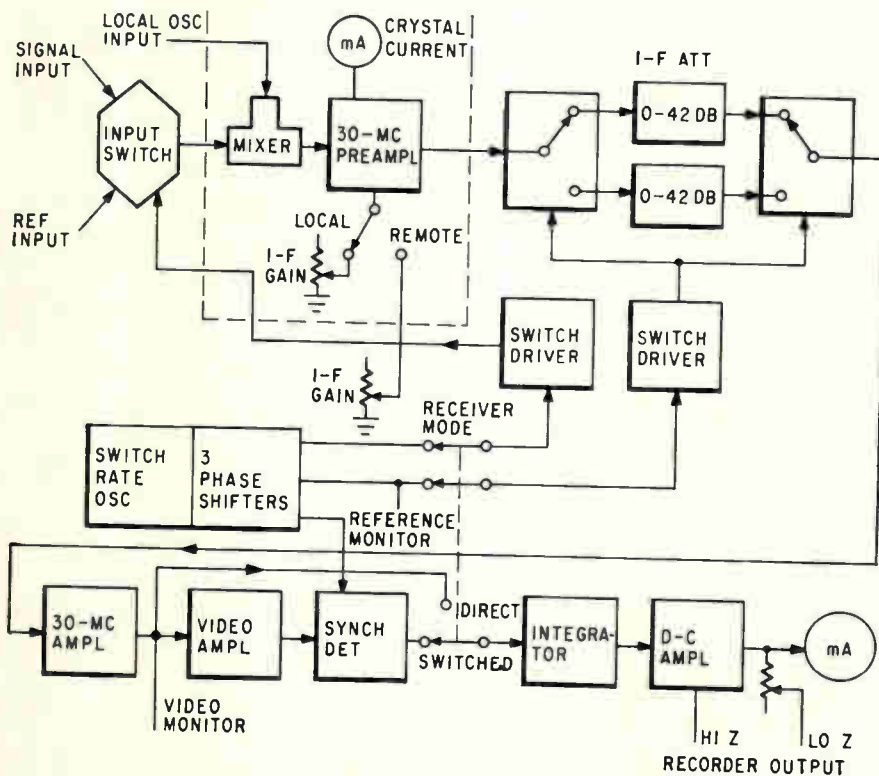 LOCAL OSC
INPUT
SIGNAL
INPUT
INPUT
SWITCH
REF
INPUT
MIXER
mA
CRYSTAL
CURRENT
30-MC
PREAMPL
LOCAL
REMOTE
I-F
GAIN
I-F
GAIN
I-F ATT
0-42 DB
0-42 DB
SWITCH
DRIVER
SWITCH
DRIVER
RECEIVER
MODE
SWITCH
RATE
OSC
3
PHASE
SHIFTERS
REFERENCE
MONITOR
30-MC
AMPL
VIDEO
AMPL
SYNCH
DET
DIRECT
SWITCHED
INTEGRA-
TOR
D-C
AMPL
mA
VIDEO
MONITOR
HI Z
LO Z
RECORDER OUTPUT